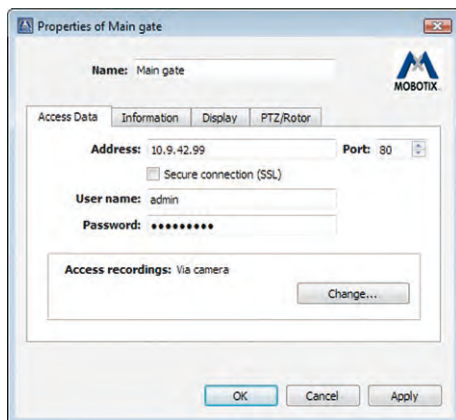 Properties of Main gate
Name: Main gate
MOBOTIX
Access Data Information Display PTZ/Rotor
Address: 10.9.42.99 Port: 80
Secure connection (SSL)
User name: admin
Password: •••••••••
Access recordings: Via camera
Change...
OK Cancel Apply